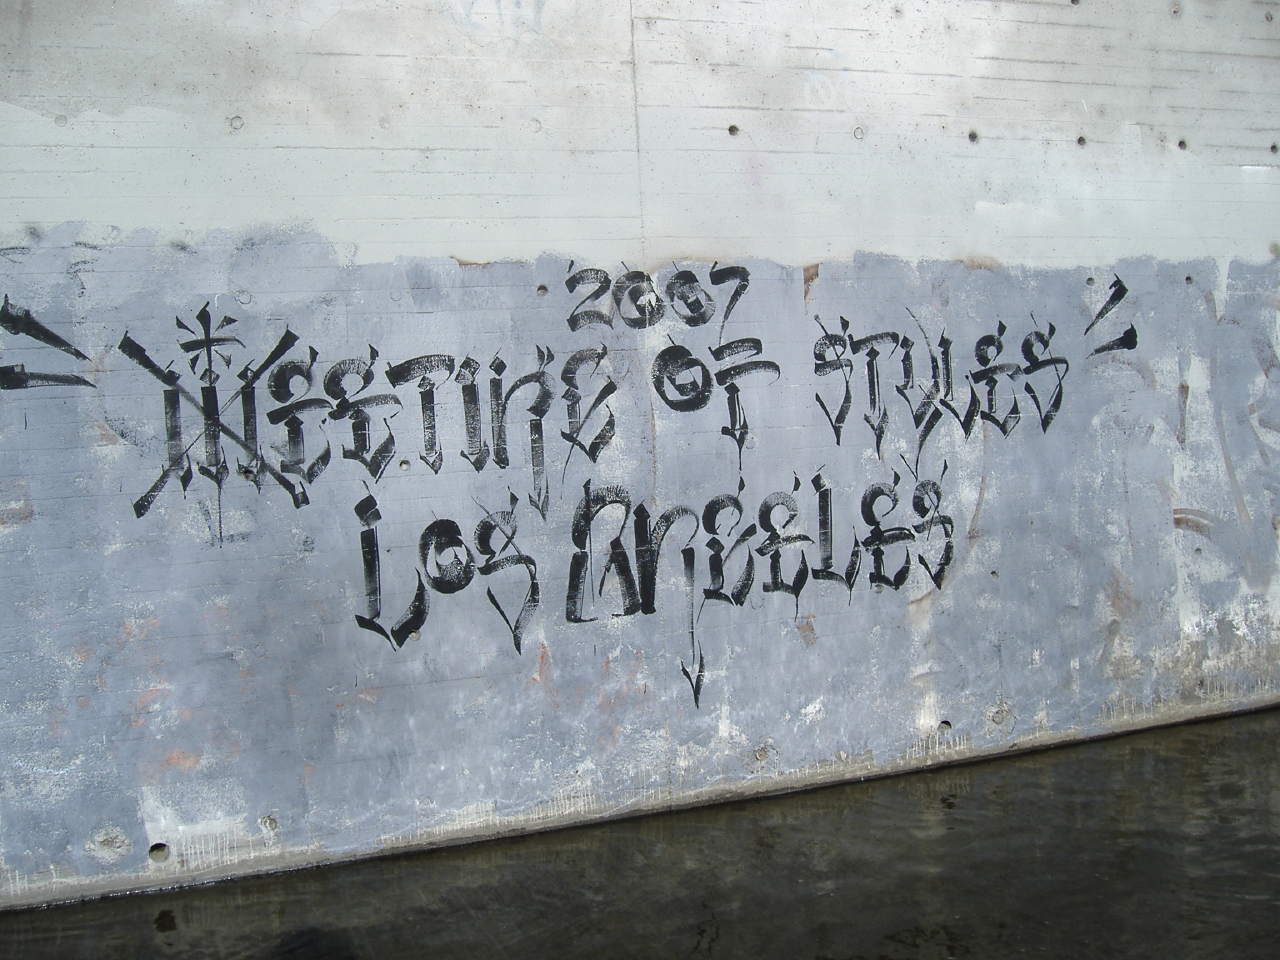 2007
"MEETING OF STYLES"
LOS ANGELES